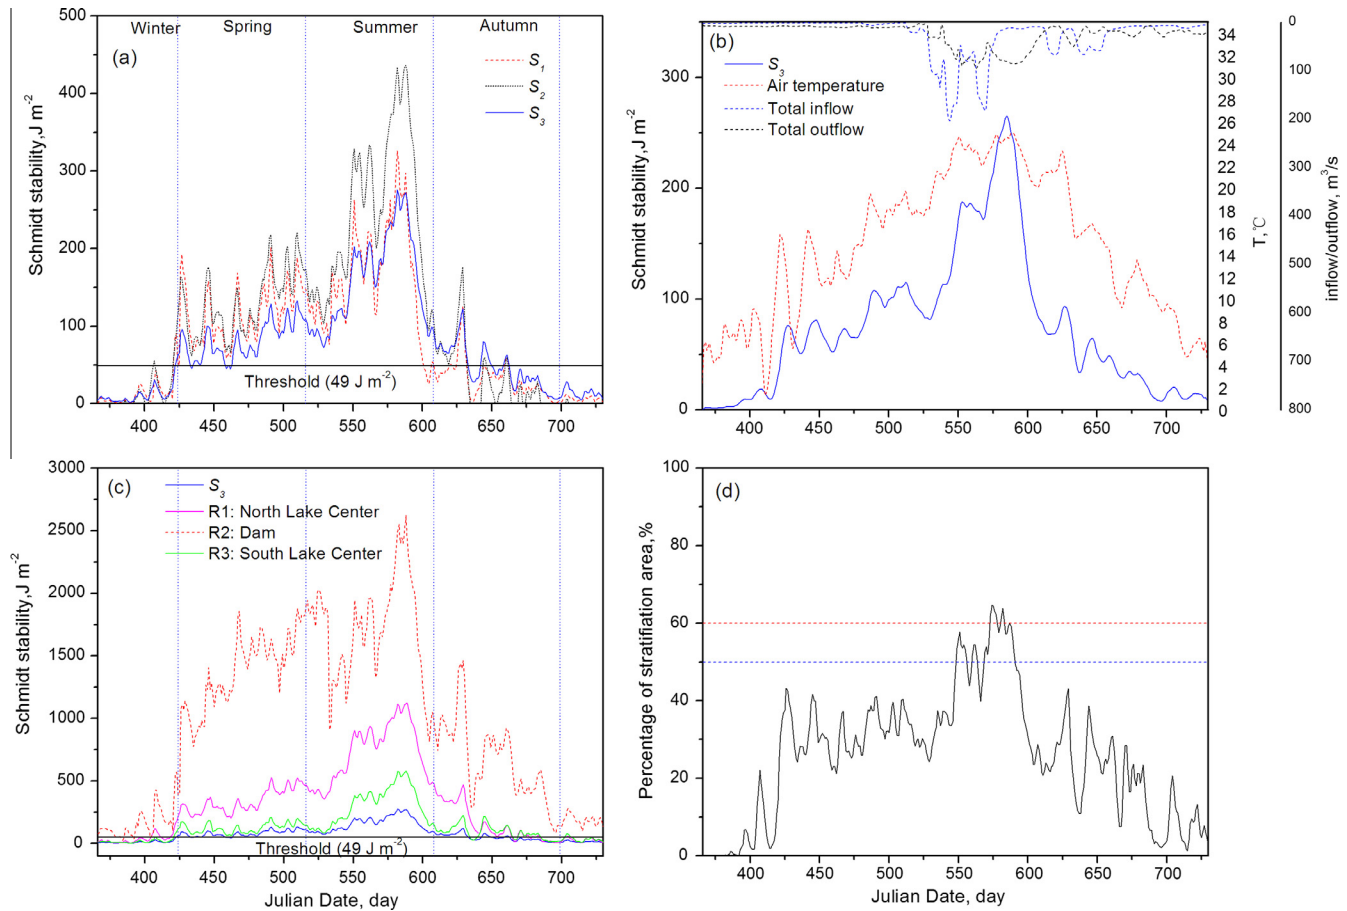 500
400
300
200
100
0
Schmidt stability,J m-2
Winter
Spring
Summer
Autumn
(a)
S1
S2
S3
Threshold (49 J m-2)
400 450 500 550 600 650 700
300
200
100
0
Schmidt stability,J m-2
(b)
S3
Air temperature
Total inflow
Total outflow
400 450 500 550 600 650 700
34
32
30
28
26
24
22
20
18
16
14
12
10
8
6
4
2
0
T,℃
0
100
200
300
400
500
600
700
800
inflow/outflow, m3/s
3000
2500
2000
1500
1000
500
0
Schmidt stability,J m-2
(c)
S3
R1: North Lake Center
R2: Dam
R3: South Lake Center
Threshold (49 J m-2)
400 450 500 550 600 650 700
Julian Date, day
100
80
60
40
20
0
Percentage of stratifiation area,%
(d)
400 450 500 550 600 650 700
Julian Date, day